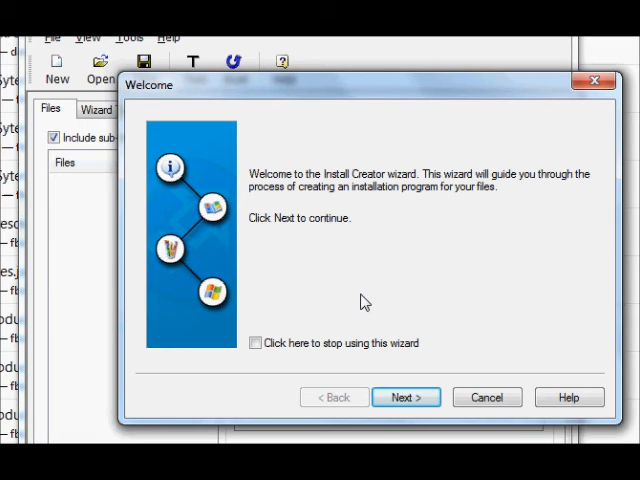 File View Tools Help
New Open T
Welcome
Files Wizard
Include sub-
Files
Welcome to the Install Creator wizard. This wizard will guide you through the
process of creating an installation program for your files.
Click Next to continue.
Click here to stop using this wizard
< Back Next > Cancel Help